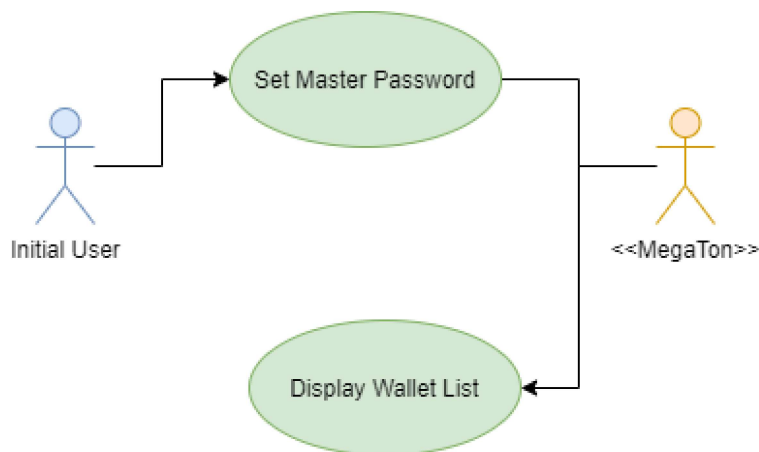 Set Master Password
Initial User
<<MegaTon>>
Display Wallet List